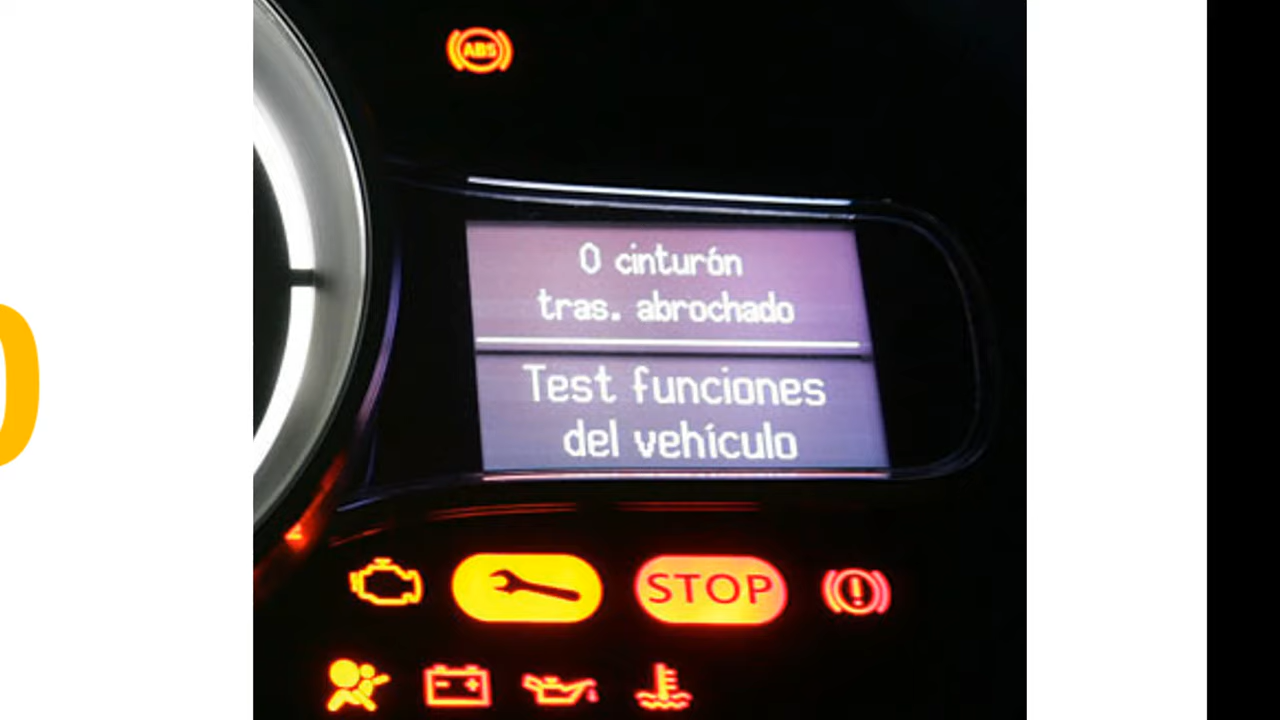 ABS
0 cinturón
tras. abrochado
Test funciones
del vehículo
STOP